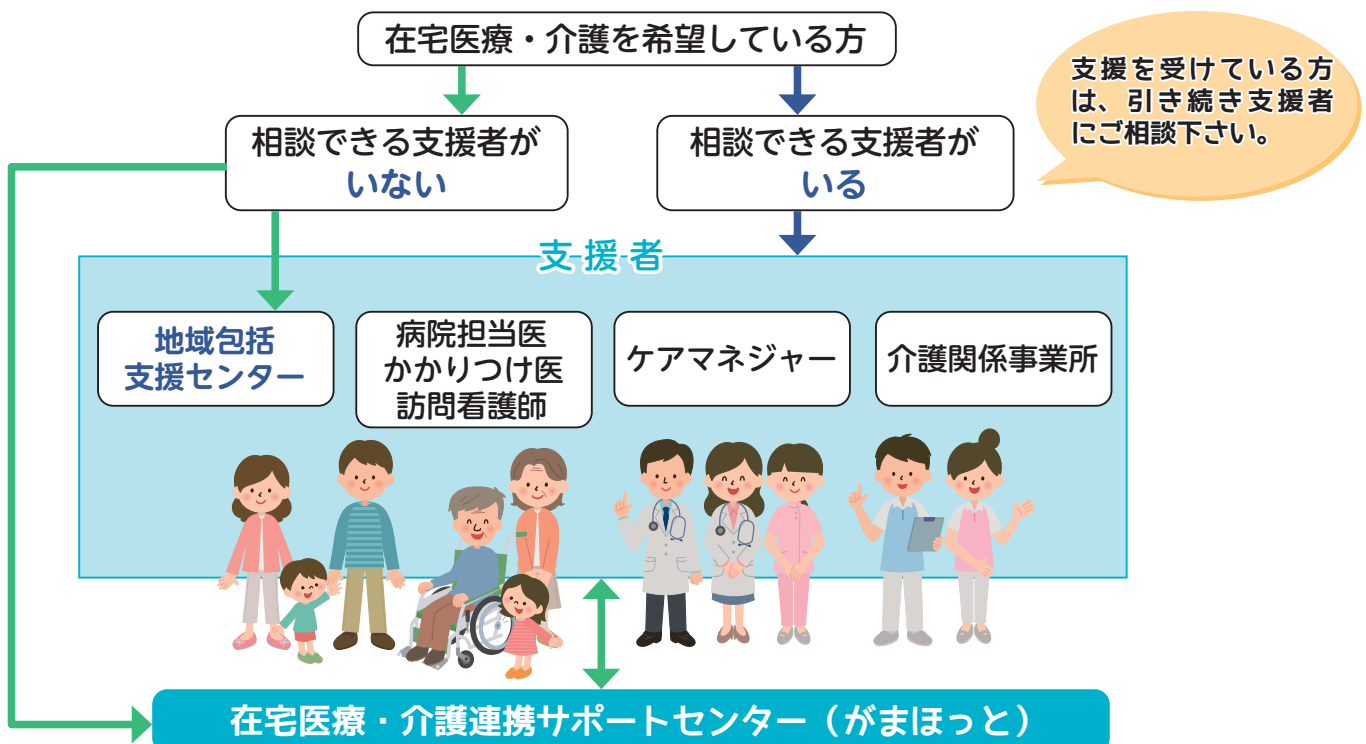 在宅医療・介護を希望している方
支援を受けている方
は、引き続き支援者
にご相談下さい。
相談できる支援者が
いない
相談できる支援者が
いる
支援者
地域包括
支援センター
病院担当医
かかりつけ医
訪問看護師
ケアマネジャー
介護関係事業所
在宅医療・介護連携サポートセンター（がまほっと）